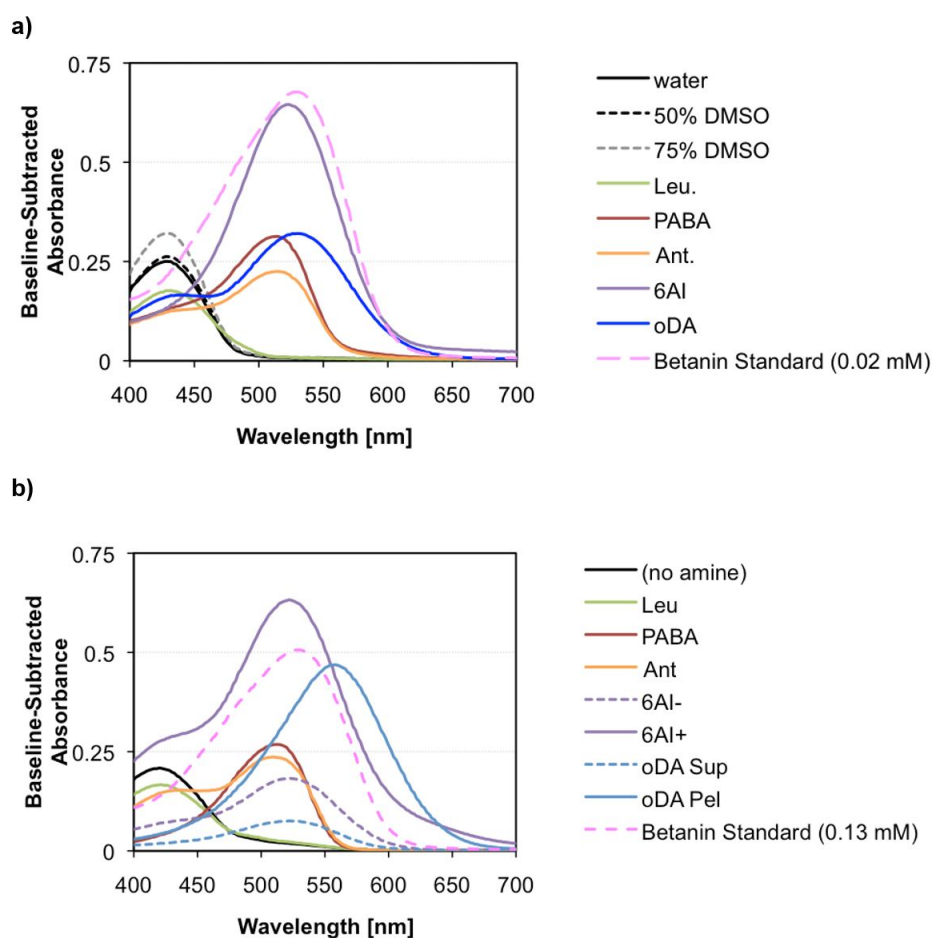 a)
0.75
0.5
0.25
0
400 450 500 550 600 650 700
Baseline-Subtracted
Absorbance
Wavelength [nm]
water
50% DMSO
75% DMSO
Leu.
PABA
Ant.
6AI
oDA
Betanin Standard (0.02 mM)
b)
0.75
0.5
0.25
0
400 450 500 550 600 650 700
Baseline-Subtracted
Absorbance
Wavelength [nm]
(no amine)
Leu
PABA
Ant
6AI-
6AI+
oDA Sup
oDA Pel
Betanin Standard (0.13 mM)